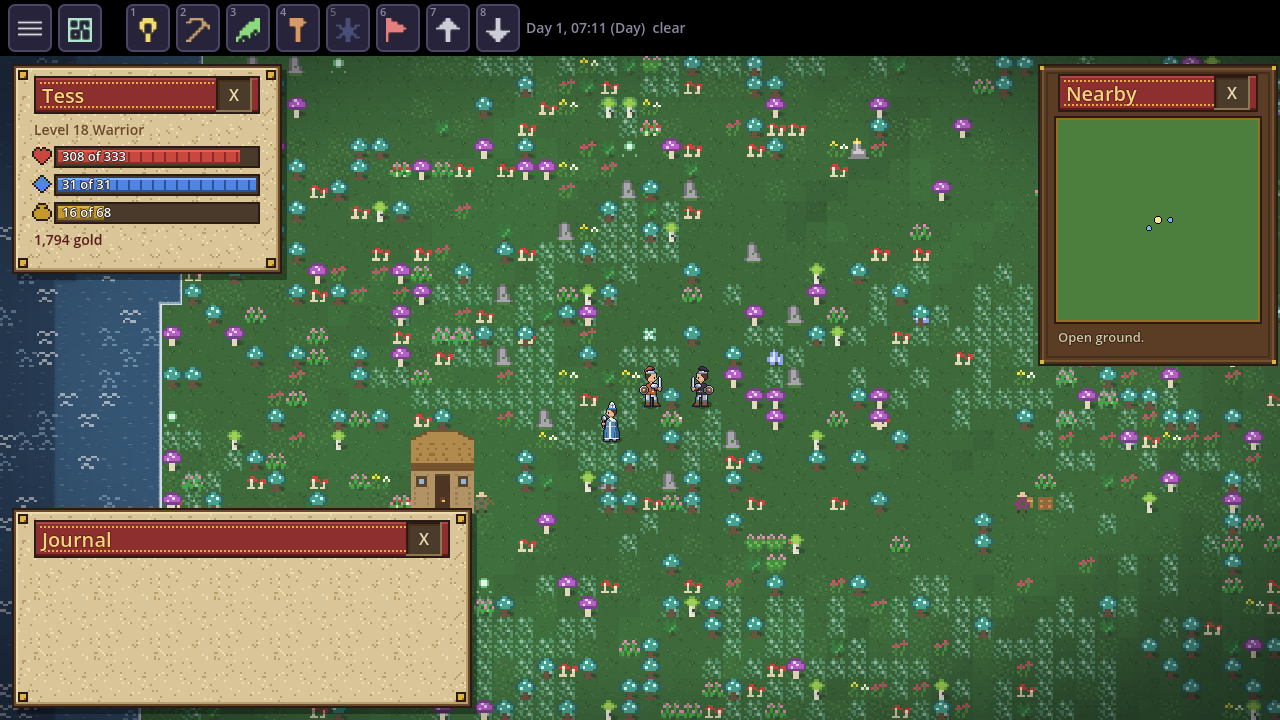 1 2 3 4 5 6 7 8 Day 1, 07:11 (Day) clear
Tess X
Level 18 Warrior
308 of 333
31 of 31
16 of 68
1,794 gold
Nearby X
Open ground.
Journal X